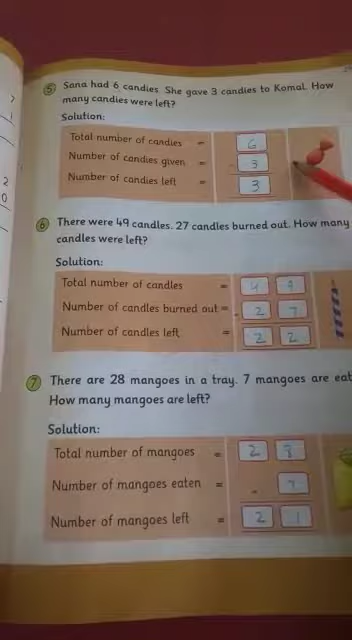 5 Sana had 6 candies. She gave 3 candies to Komal. How
many candies were left?
Solution:
Total number of candies = 6
Number of candies given = - 3
Number of candies left = 3
6 There were 49 candles. 27 candles burned out. How many
candles were left?
Solution:
Total number of candles = 4 9
Number of candles burned out = - 2 7
Number of candles left = 2 2
7 There are 28 mangoes in a tray. 7 mangoes are eat
How many mangoes are left?
Solution:
Total number of mangoes = 2 8
Number of mangoes eaten = - 7
Number of mangoes left = 2 1